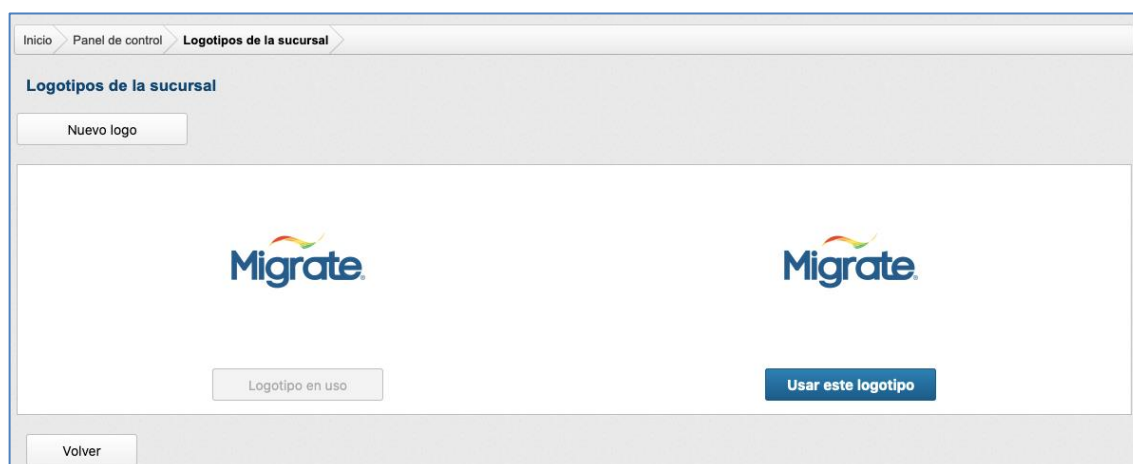 Inicio Panel de control Logotipos de la sucursal
Logotipos de la sucursal
Nuevo logo
Migrate® Migrate®
Logotipo en uso Usar este logotipo
Volver